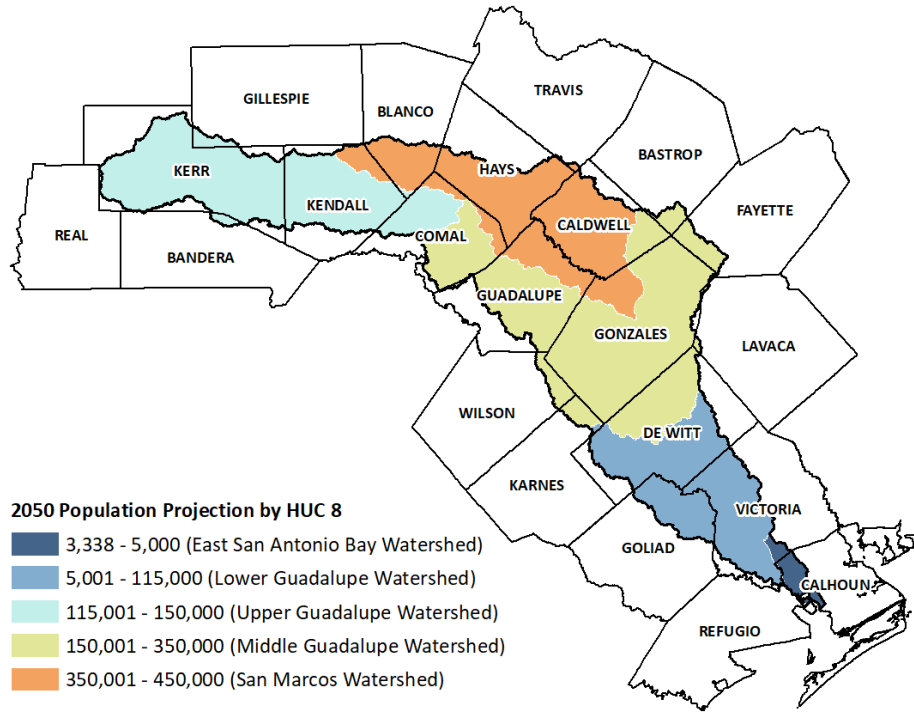 TRAVIS
GILLESPIE
BLANCO
BASTROP
KERR
HAYS
KENDALL
FAYETTE
CALDWELL
REAL
COMAL
BANDERA
GUADALUPE
GONZALES
LAVACA
WILSON
DE WITT
KARNES
VICTORIA
GOLIAD
CALHOUN
REFUGIO
2050 Population Projection by HUC 8
3,338 - 5,000 (East San Antonio Bay Watershed)
5,001 - 115,000 (Lower Guadalupe Watershed)
115,001 - 150,000 (Upper Guadalupe Watershed)
150,001 - 350,000 (Middle Guadalupe Watershed)
350,001 - 450,000 (San Marcos Watershed)